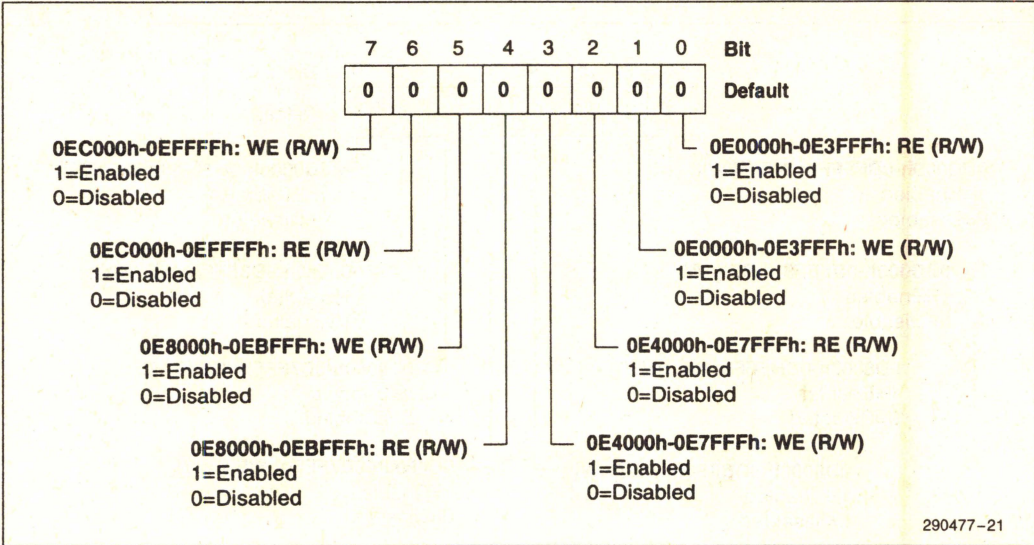 7 6 5 4 3 2 1 0 Bit
0 0 0 0 0 0 0 0 Default
0EC000h-0EFFFFh: WE (R/W)
1=Enabled
0=Disabled
0EC000h-0EFFFFh: RE (R/W)
1=Enabled
0=Disabled
0E8000h-0EBFFFh: WE (R/W)
1=Enabled
0=Disabled
0E8000h-0EBFFFh: RE (R/W)
1=Enabled
0=Disabled
0E0000h-0E3FFFh: RE (R/W)
1=Enabled
0=Disabled
0E0000h-0E3FFFh: WE (R/W)
1=Enabled
0=Disabled
0E4000h-0E7FFFh: RE (R/W)
1=Enabled
0=Disabled
0E4000h-0E7FFFh: WE (R/W)
1=Enabled
0=Disabled
290477-21